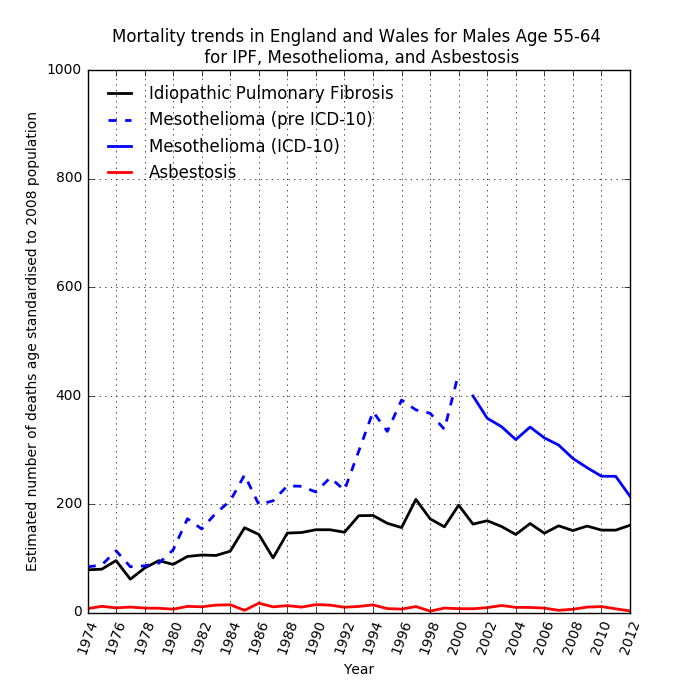 Mortality trends in England and Wales for Males Age 55-64
for IPF, Mesothelioma, and Asbestosis
Estimated number of deaths age standardised to 2008 population
1000
800
600
400
200
0
Idiopathic Pulmonary Fibrosis
Mesothelioma (pre ICD-10)
Mesothelioma (ICD-10)
Asbestosis
1974 1976 1978 1980 1982 1984 1986 1988 1990 1992 1994 1996 1998 2000 2002 2004 2006 2008 2010 2012
Year